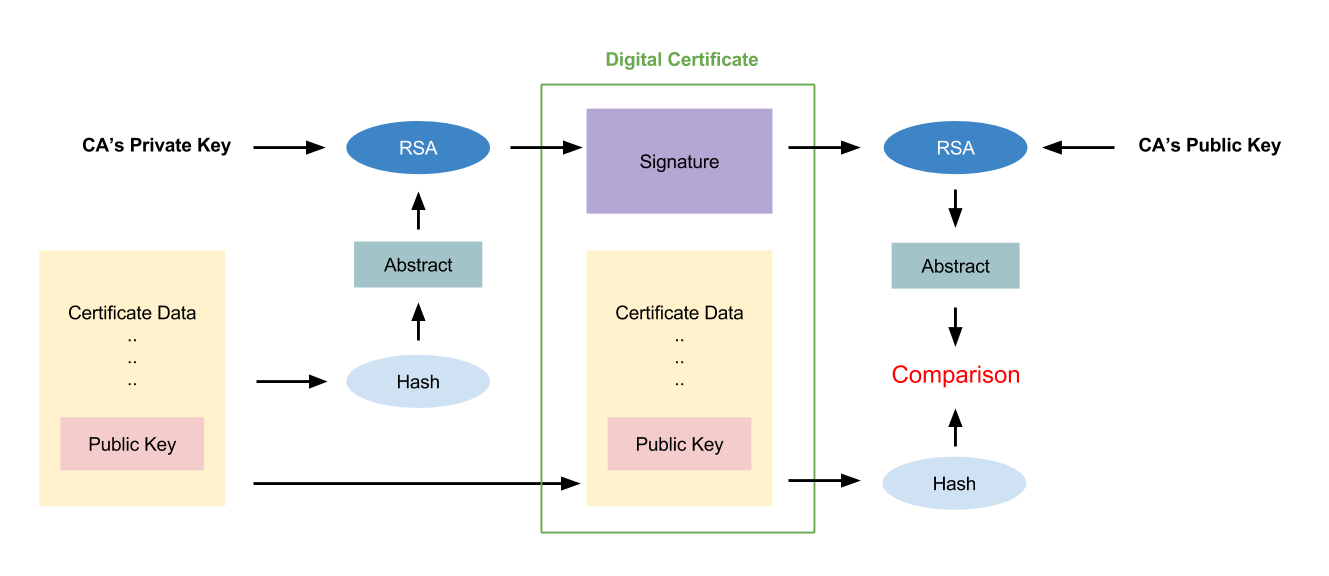 Digital Certificate
CA's Private Key
RSA
Signature
RSA
CA's Public Key
Abstract
Abstract
Certificate Data
..
..
..
Public Key
Hash
Certificate Data
..
..
..
Public Key
Comparison
Hash